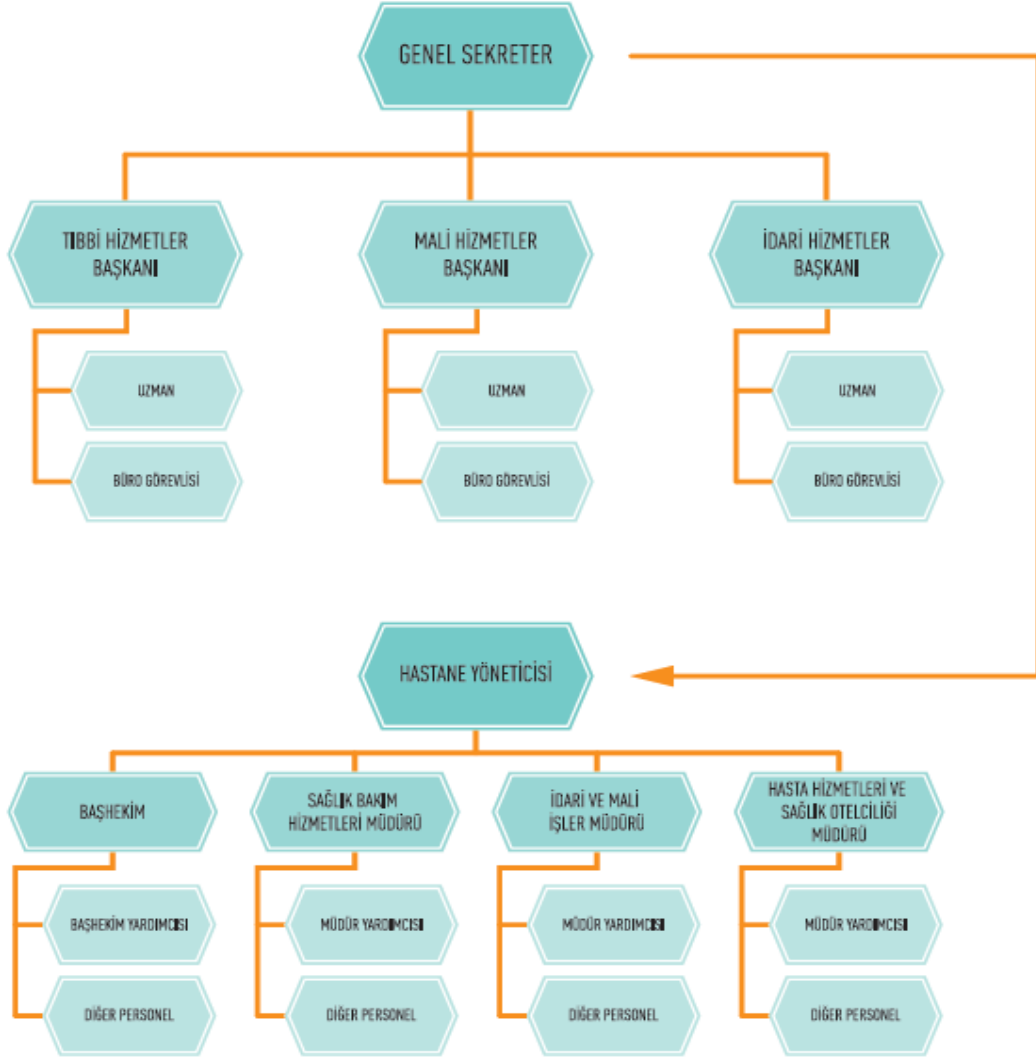 GENEL SEKRETER
TIBBİ HİZMETLER
BAŞKANI
MALİ HİZMETLER
BAŞKANI
İDARİ HİZMETLER
BAŞKANI
UZMAN
UZMAN
UZMAN
BÜRO GÖREVLİSİ
BÜRO GÖREVLİSİ
BÜRO GÖREVLİSİ
HASTANE YÖNETİCİSİ
BAŞHEKİM
SAĞLIK BAKIM
HİZMETLERİ MÜDÜRÜ
İDARİ VE MALİ
İŞLER MÜDÜRÜ
HASTA HİZMETLERİ VE
SAĞLIK OTELCİLİĞİ
MÜDÜRÜ
BAŞHEKİM YARDIMCISI
MÜDÜR YARDIMCISI
MÜDÜR YARDIMCISI
MÜDÜR YARDIMCISI
DİĞER PERSONEL
DİĞER PERSONEL
DİĞER PERSONEL
DİĞER PERSONEL